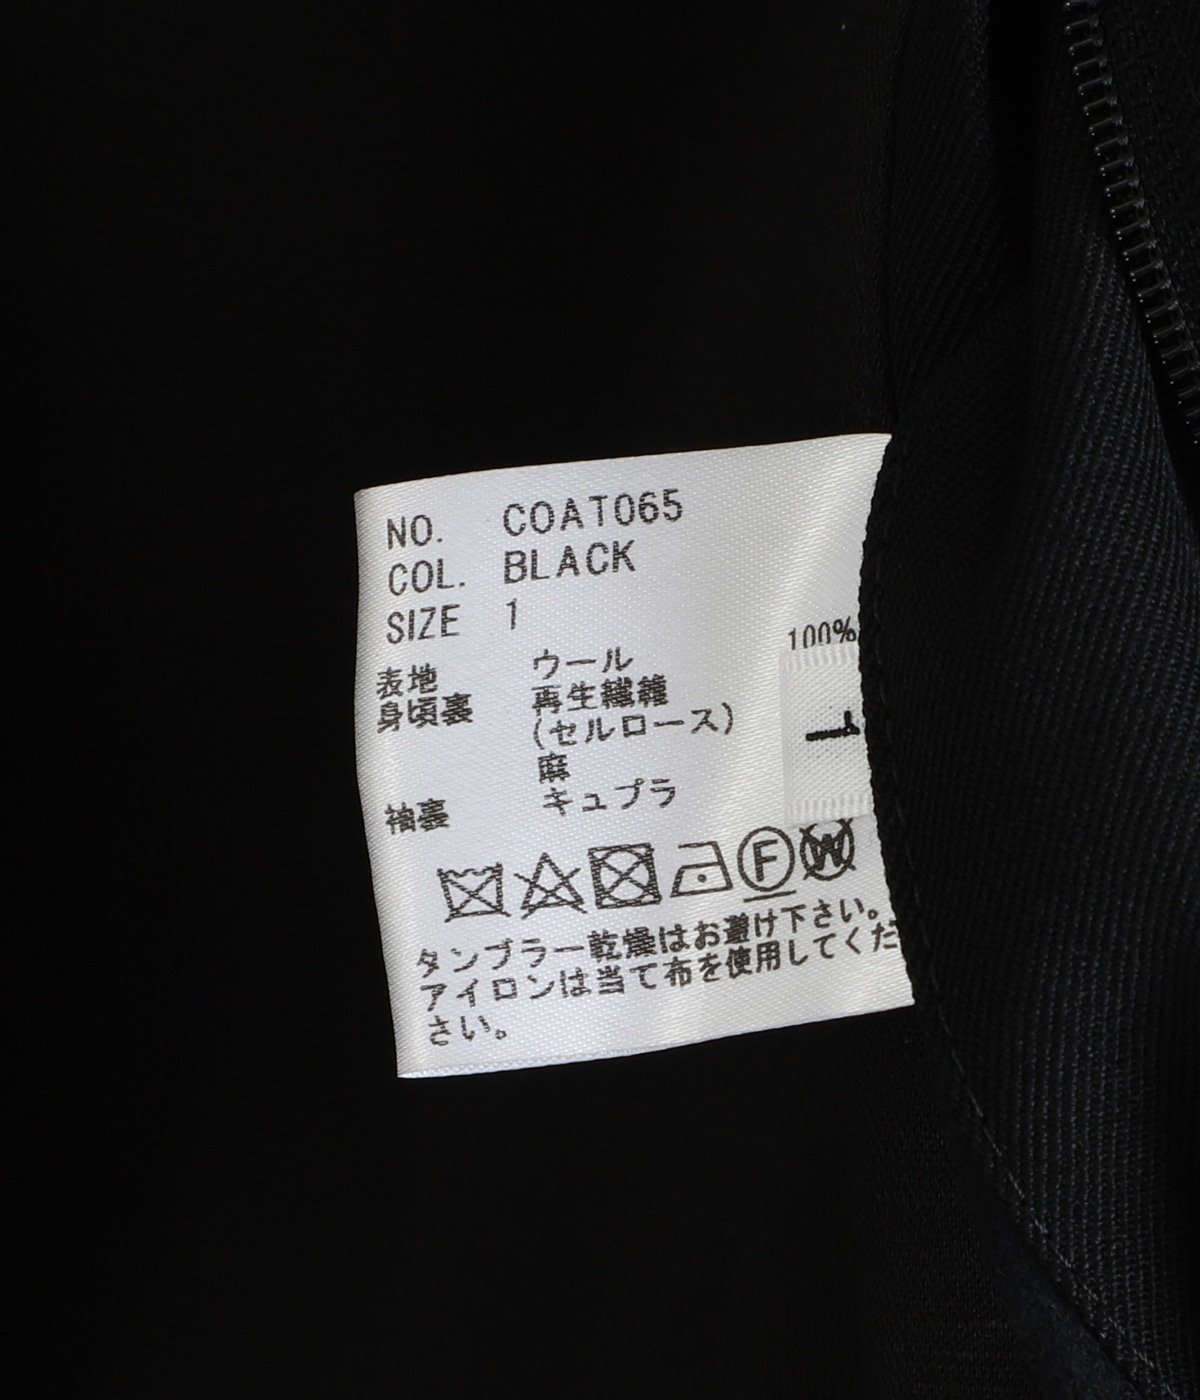 NO. COAT065
COL. BLACK
SIZE 1
表地 ウール 100%
身頃裏 再生繊維
(セルロース)
麻
袖裏 キュプラ
F
W
タンブラー乾燥はお避け下さい。
アイロンは当て布を使用してくだ
さい。